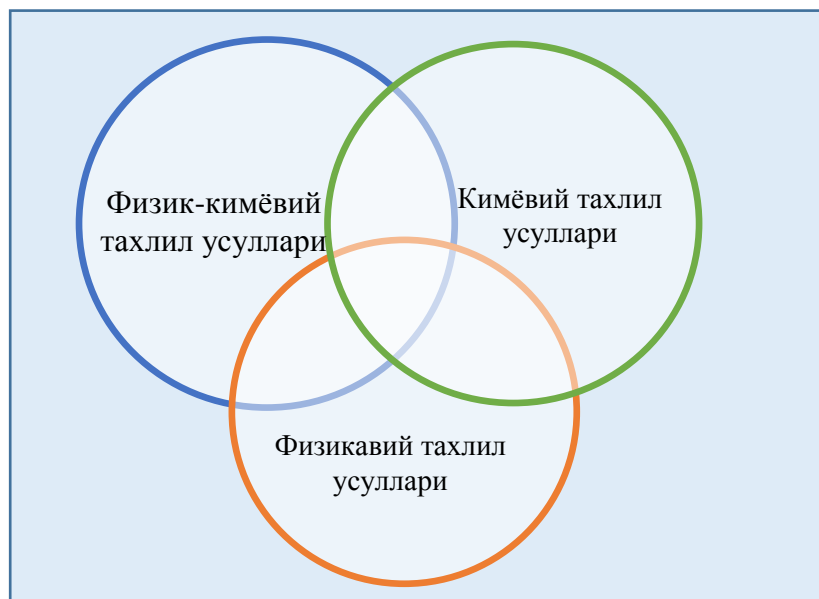 Физик-кимёвий
тахлил усуллари
Кимёвий тахлил
усуллари
Физикавий тахлил
усуллари